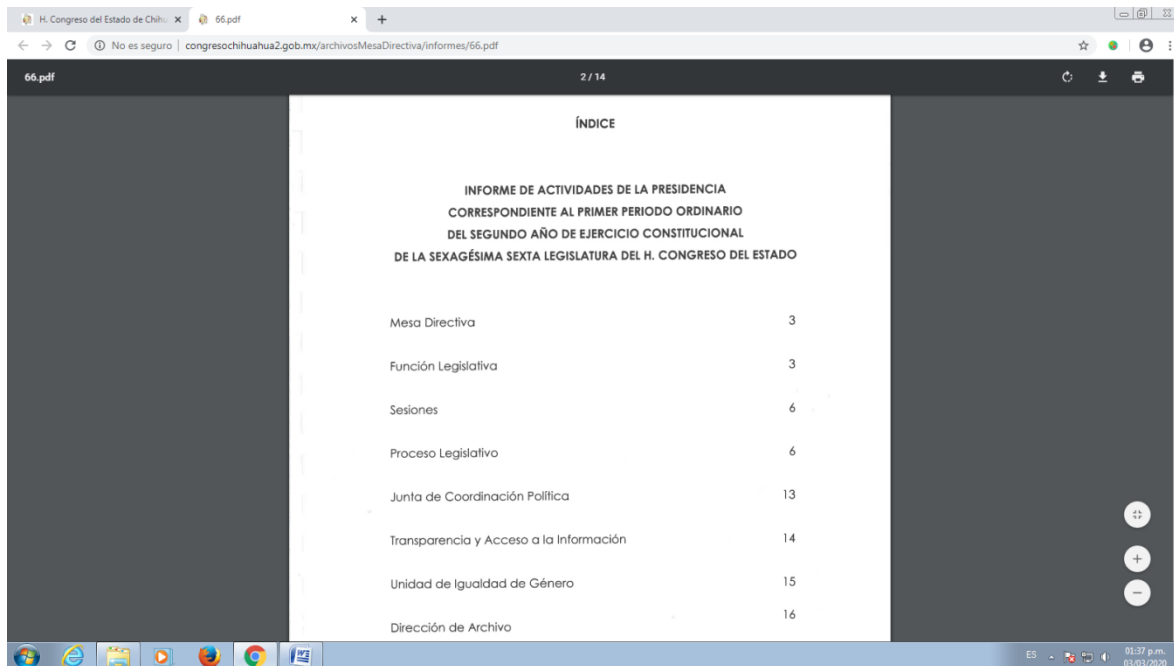 H. Congreso del Estado de Chihu
66.pdf
No es seguro | congresochihuahua2.gob.mx/archivosMesaDirectiva/informes/66.pdf
66.pdf
2 / 14
ÍNDICE
INFORME DE ACTIVIDADES DE LA PRESIDENCIA
CORRESPONDIENTE AL PRIMER PERIODO ORDINARIO
DEL SEGUNDO AÑO DE EJERCICIO CONSTITUCIONAL
DE LA SEXAGÉSIMA SEXTA LEGISLATURA DEL H. CONGRESO DEL ESTADO
Mesa Directiva 3
Función Legislativa 3
Sesiones 6
Proceso Legislativo 6
Junta de Coordinación Política 13
Transparencia y Acceso a la Información 14
Unidad de Igualdad de Género 15
Dirección de Archivo 16
ES
01:37 p.m.
03/03/2020